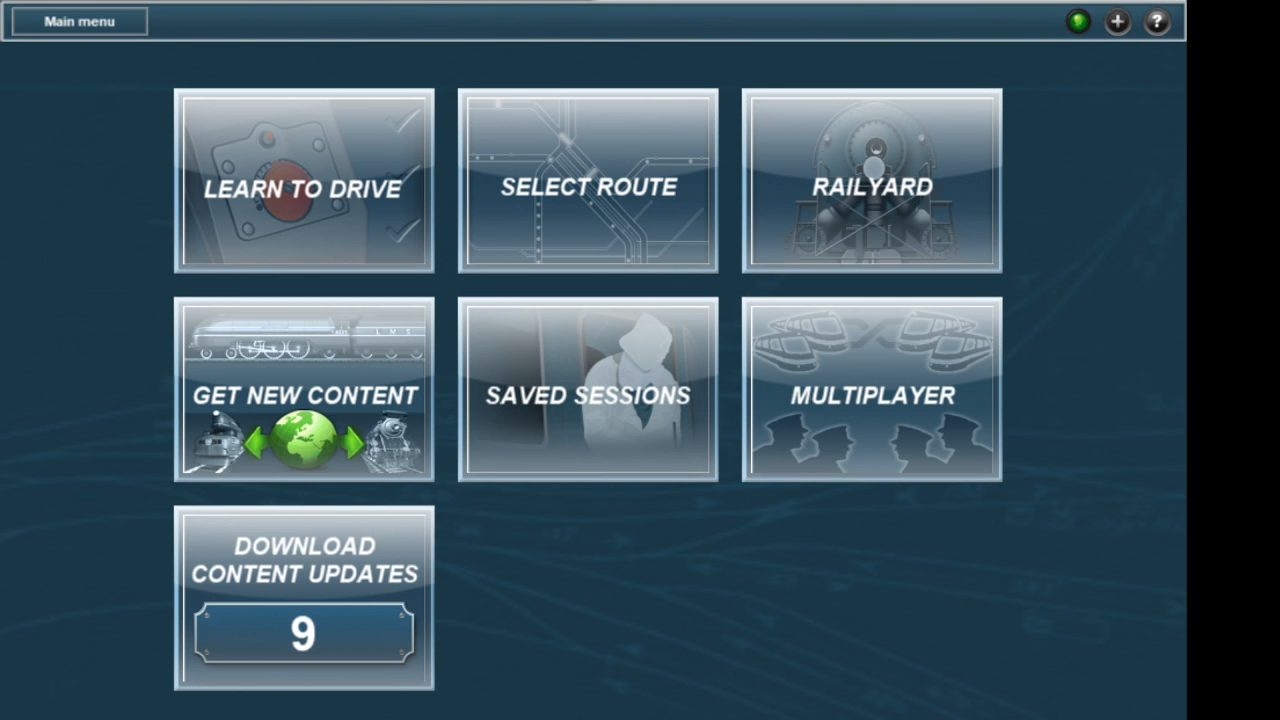 Main menu
?
LEARN TO DRIVE
SELECT ROUTE
RAILYARD
L M S
GET NEW CONTENT
SAVED SESSIONS
MULTIPLAYER
DOWNLOAD
CONTENT UPDATES
9